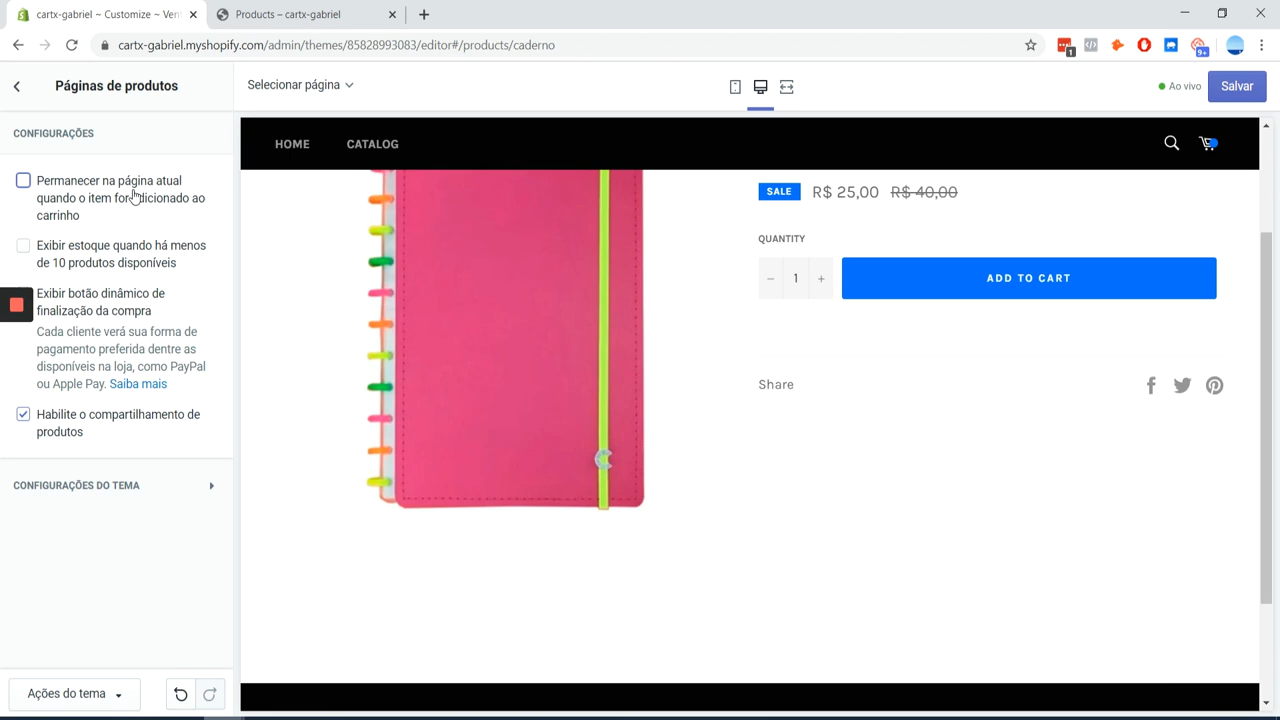 cartx-gabriel ~ Customize ~ Ven
Products – cartx-gabriel
cartx-gabriel.myshopify.com/admin/themes/85828993083/editor#/products/caderno
1
9+
Páginas de produtos
Selecionar página
Ao vivo
Salvar
CONFIGURAÇÕES
Permanecer na página atual
quando o item for adicionado ao
carrinho
Exibir estoque quando há menos
de 10 produtos disponíveis
Exibir botão dinâmico de
finalização da compra
Cada cliente verá sua forma de
pagamento preferida dentre as
disponíveis na loja, como PayPal
ou Apple Pay. Saiba mais
Habilite o compartilhamento de
produtos
CONFIGURAÇÕES DO TEMA
Ações do tema
HOME
CATALOG
SALE R$ 25,00 R$ 40,00
QUANTITY
− 1 +
ADD TO CART
Share